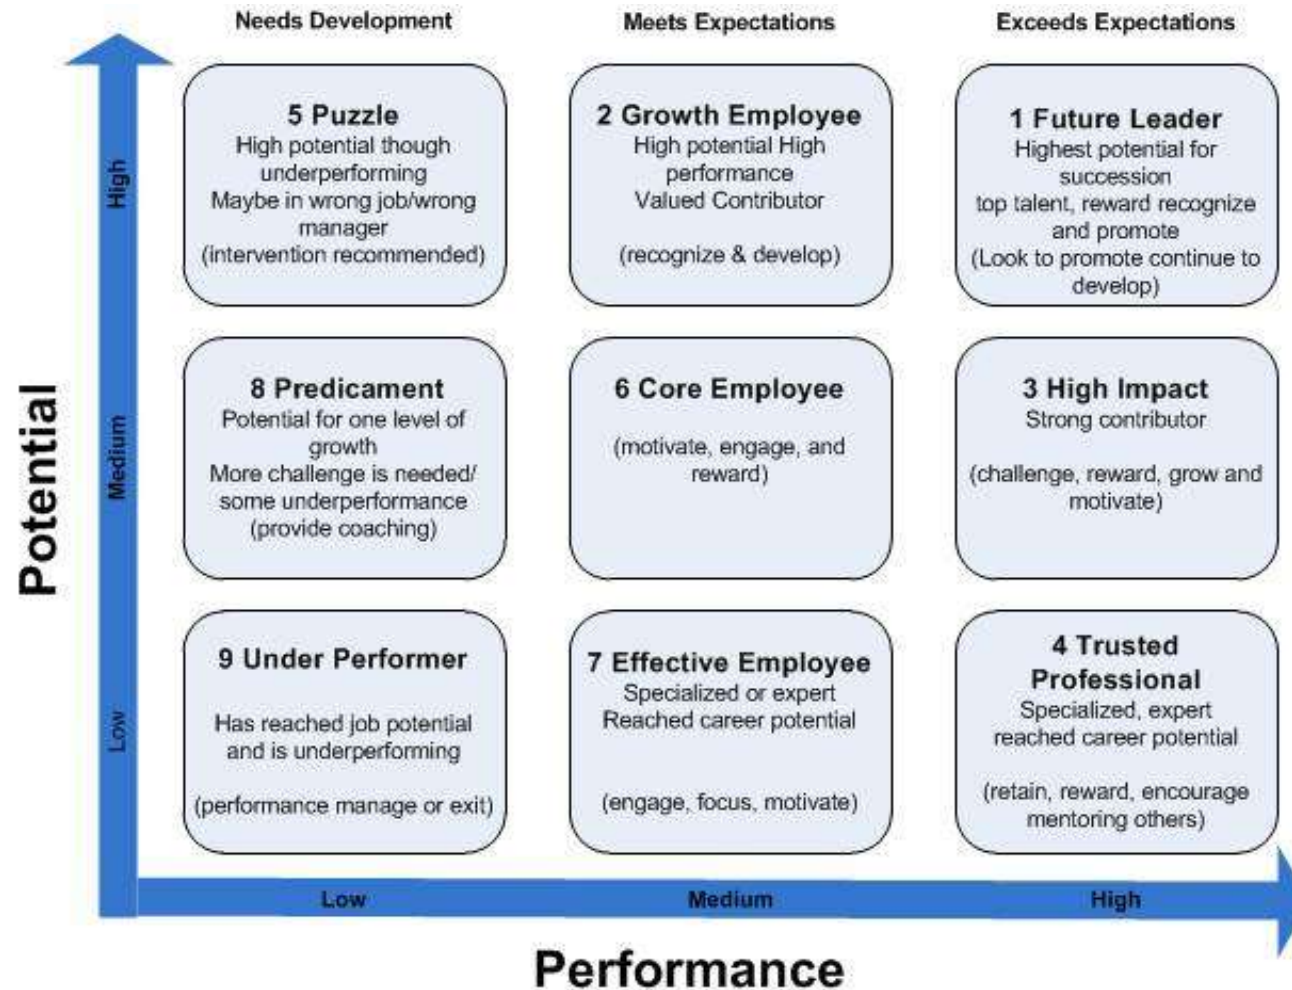 Needs Development
Meets Expectations
Exceeds Expectations
5 Puzzle
High potential though
underperforming
Maybe in wrong job/wrong
manager
(intervention recommended)
2 Growth Employee
High potential High
performance
Valued Contributor
(recognize & develop)
1 Future Leader
Highest potential for
succession
top talent, reward recognize
and promote
(Look to promote continue to
develop)
High
8 Predicament
Potential for one level of
growth
More challenge is needed/
some underperformance
(provide coaching)
6 Core Employee
(motivate, engage, and
reward)
3 High Impact
Strong contributor
(challenge, reward, grow and
motivate)
Potential
Medium
9 Under Performer
Has reached job potential
and is underperforming
(performance manage or exit)
7 Effective Employee
Specialized or expert
Reached career potential
(engage, focus, motivate)
4 Trusted
Professional
Specialized, expert
reached career potential
(retain, reward, encourage
mentoring others)
Low
Low
Medium
High
Performance